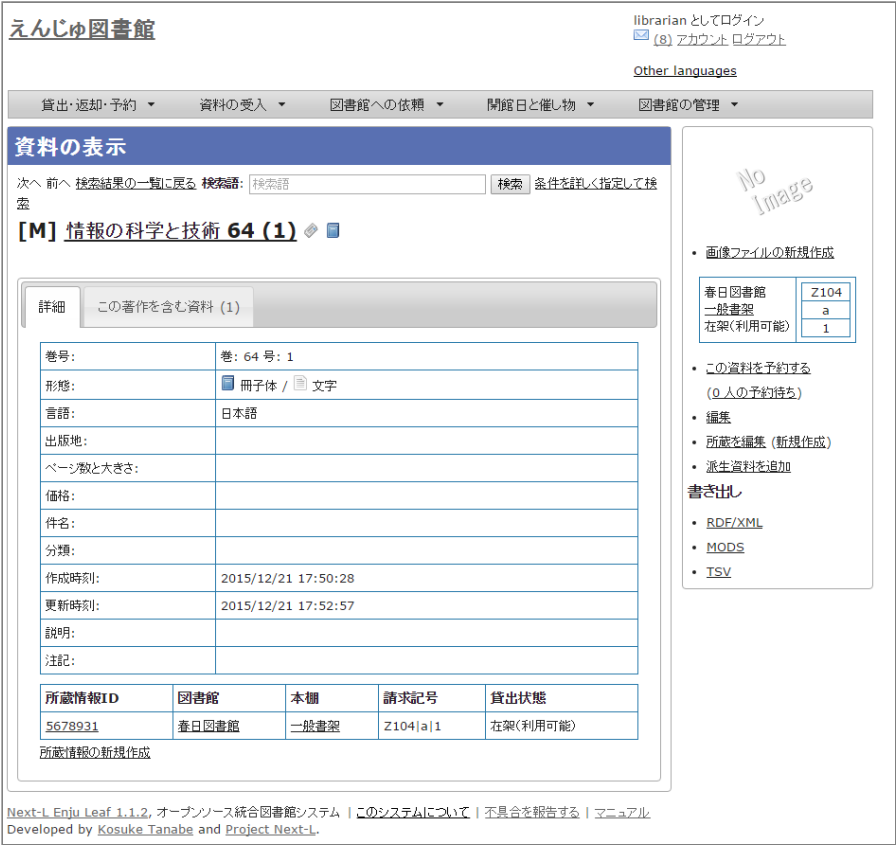 えんじゅ図書館
librarian としてログイン
(8) アカウント ログアウト
Other languages
貸出・返却・予約 ▼ 資料の受入 ▼ 図書館への依頼 ▼ 開館日と催し物 ▼ 図書館の管理 ▼
資料の表示
次へ 前へ 検索結果の一覧に戻る 検索語: 検索語 検索 条件を詳しく指定して検
索
[M] 情報の科学と技術 64 (1)
詳細 この著作を含む資料 (1)
巻号: 巻: 64 号: 1
形態: 冊子体 / 文字
言語: 日本語
出版地:
ページ数と大きさ:
価格:
件名:
分類:
作成時刻: 2015/12/21 17:50:28
更新時刻: 2015/12/21 17:52:57
説明:
注記:
所蔵情報ID 図書館 本棚 請求記号 貸出状態
5678931 春日図書館 一般書架 Z104|a|1 在架(利用可能)
所蔵情報の新規作成
No
Image
• 画像ファイルの新規作成
春日図書館 Z104
一般書架 a
在架(利用可能) 1
• この資料を予約する
(0 人の予約待ち)
• 編集
• 所蔵を編集 (新規作成)
• 派生資料を追加
書き出し
• RDF/XML
• MODS
• TSV
Next-L Enju Leaf 1.1.2, オープンソース統合図書館システム | このシステムについて | 不具合を報告する | マニュアル
Developed by Kosuke Tanabe and Project Next-L.